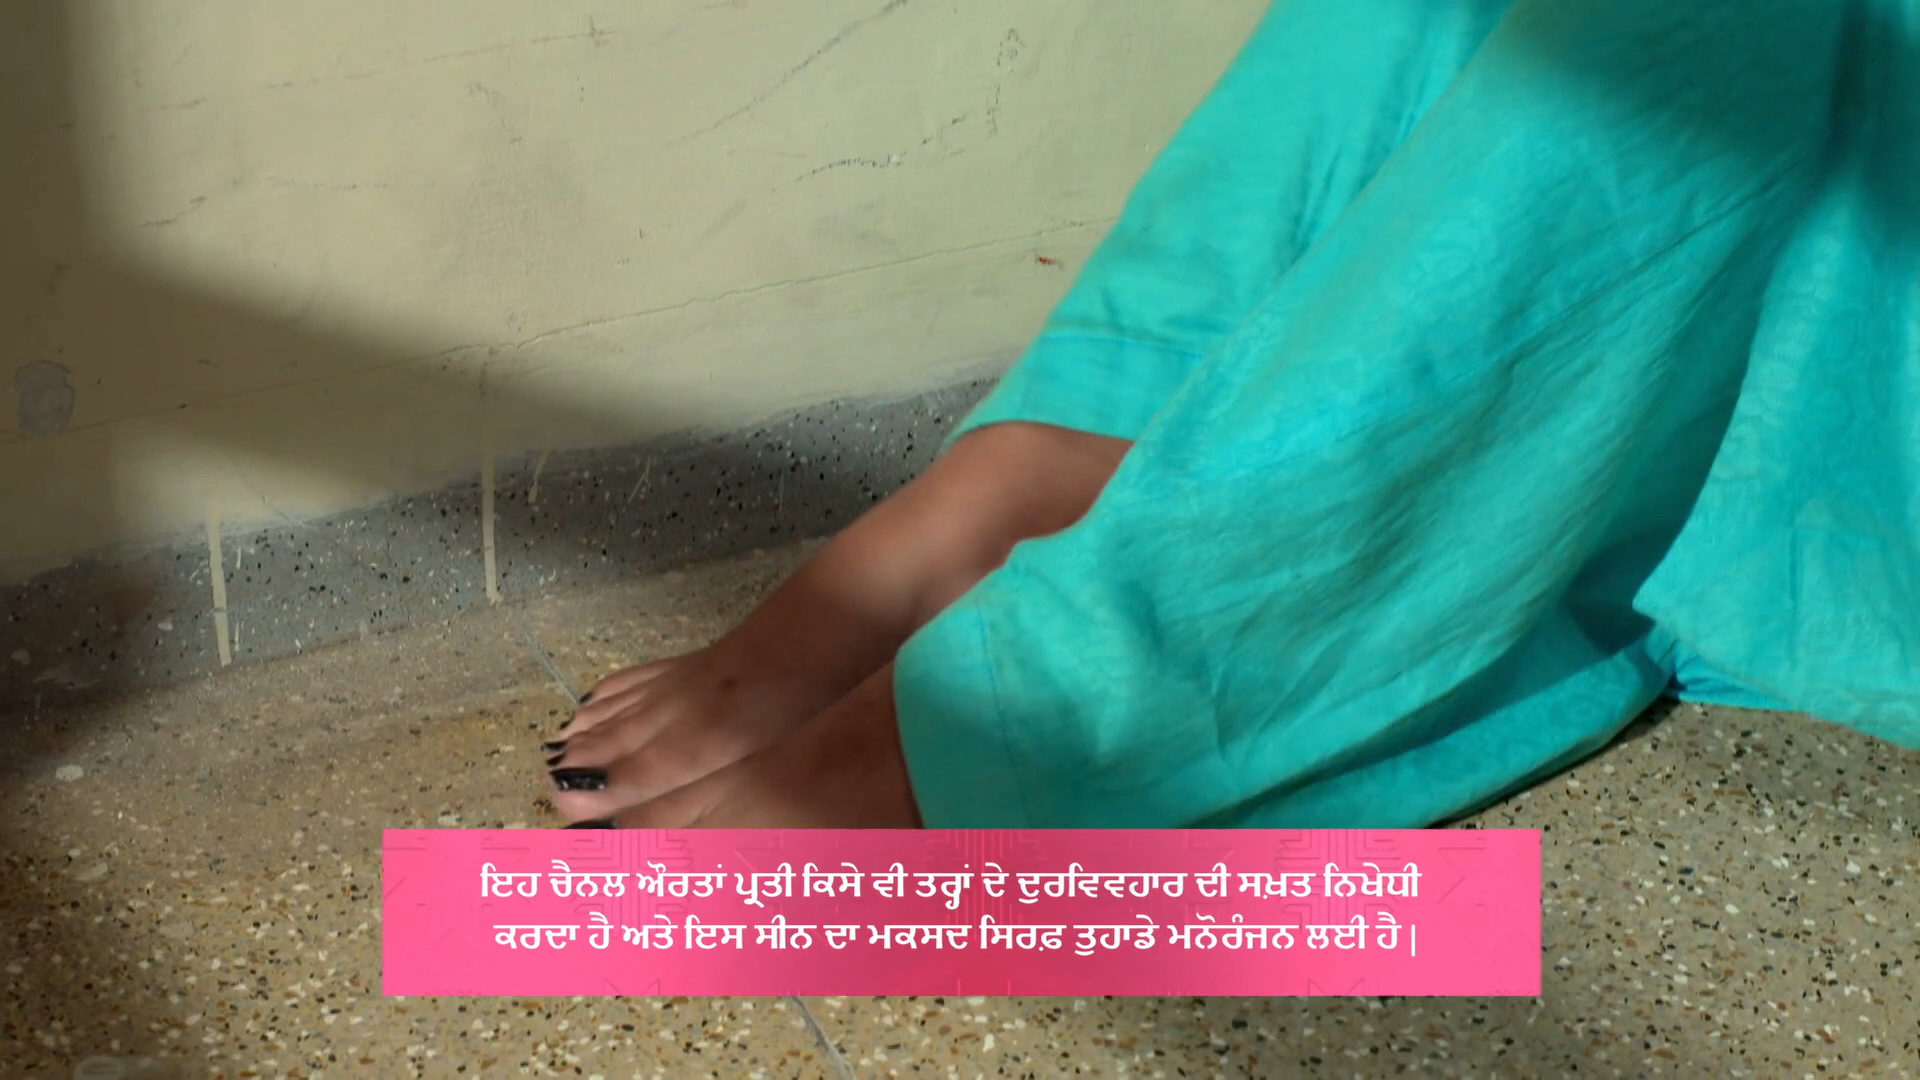 ਇਹ ਚੈਨਲ ਔਰਤਾਂ ਪ੍ਰਤੀ ਕਿਸੇ ਵੀ ਤਰ੍ਹਾਂ ਦੇ ਦੁਰਵਿਵਹਾਰ ਦੀ ਸਖ਼ਤ ਨਿਖੇਧੀ
ਕਰਦਾ ਹੈ ਅਤੇ ਇਸ ਸੀਨ ਦਾ ਮਕਸਦ ਸਿਰਫ਼ ਤੁਹਾਡੇ ਮਨੋਰੰਜਨ ਲਈ ਹੈ |